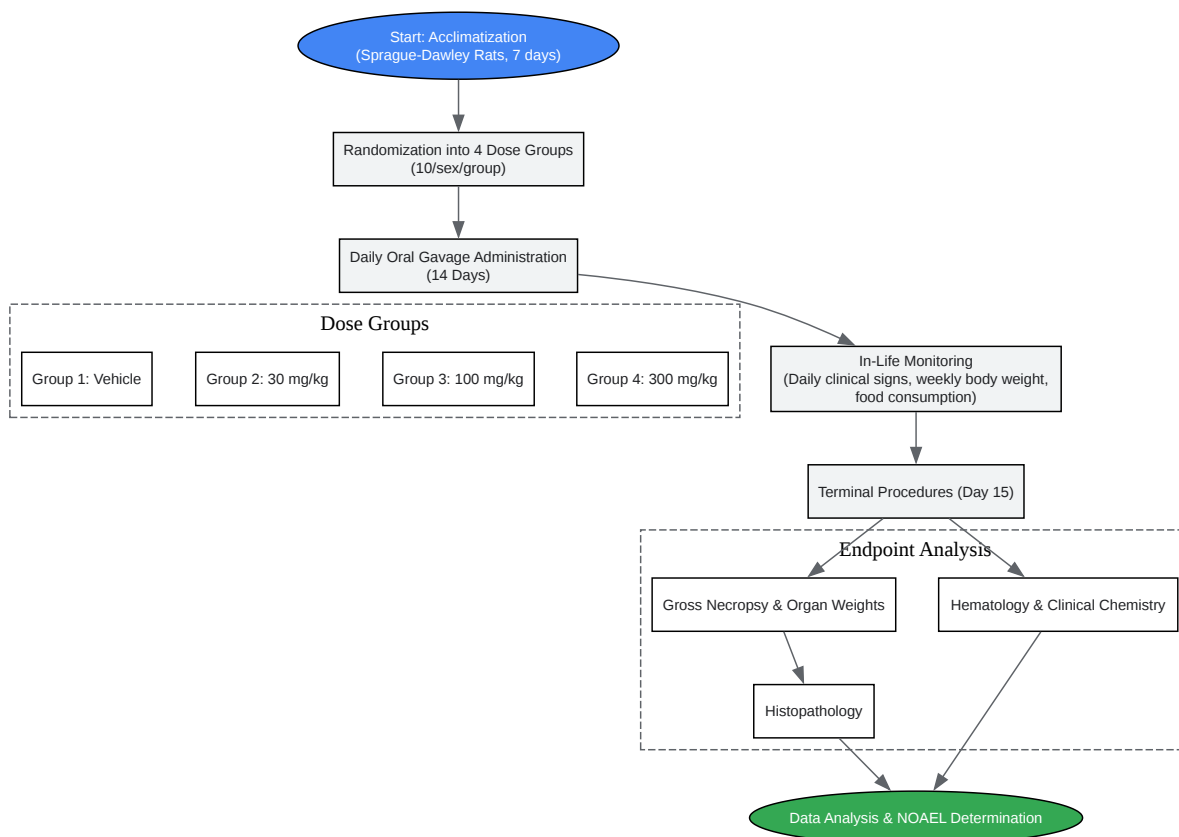 Start: Acclimatization
(Sprague-Dawley Rats, 7 days)
Randomization into 4 Dose Groups
(10/sex/group)
Daily Oral Gavage Administration
(14 Days)
Dose Groups
Group 1: Vehicle
Group 2: 30 mg/kg
Group 3: 100 mg/kg
Group 4: 300 mg/kg
In-Life Monitoring
(Daily clinical signs, weekly body weight,
food consumption)
Terminal Procedures (Day 15)
Endpoint Analysis
Gross Necropsy & Organ Weights
Hematology & Clinical Chemistry
Histopathology
Data Analysis & NOAEL Determination